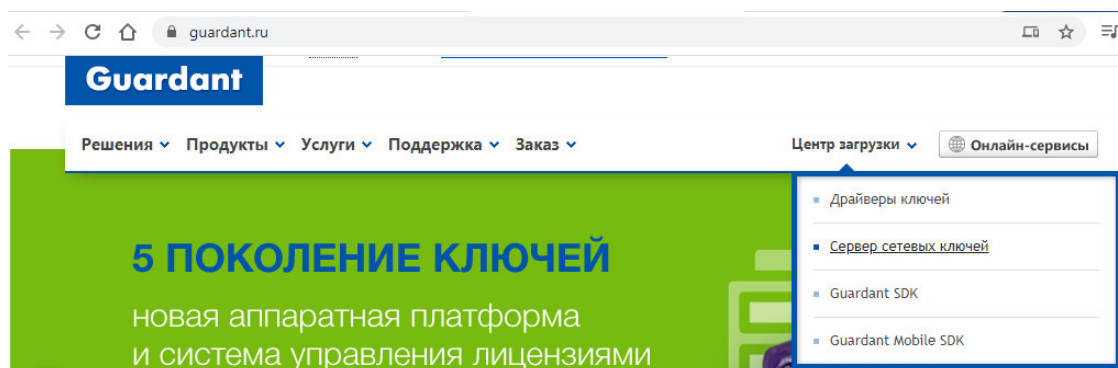 guardant.ru
Guardant
Решения Продукты Услуги Поддержка Заказ Центр загрузки Онлайн-сервисы
Драйверы ключей
Сервер сетевых ключей
Guardant SDK
Guardant Mobile SDK
5 ПОКОЛЕНИЕ КЛЮЧЕЙ
новая аппаратная платформа
и система управления лицензиями